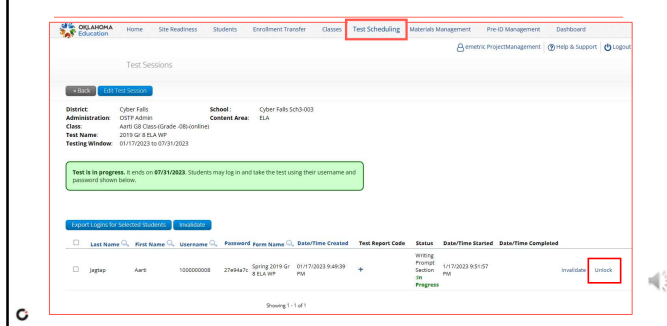 OKLAHOMA Education Home Site Readiness Students Enrollment Transfer Classes Test Scheduling Materials Management Pre-ID Management Dashboard
emetric ProjectManagement Help & Support Logout
Test Sessions
« Back Edit Test Session
District: Cyber Falls School : Cyber Falls Sch3-003
Administration: OSTP Admin Content Area: ELA
Class: Aarti G8 Class-(Grade -08)-(online)
Test Name: 2019 Gr 8 ELA WP
Testing Window: 01/17/2023 to 07/31/2023
Test is in progress. It ends on 07/31/2023. Students may log in and take the test using their username and
password shown below.
Export Logins for Selected Students Invalidate
Last Name First Name Username Password Form Name Date/Time Created Test Report Code Status Date/Time Started Date/Time Completed
Jagtap Aarti 1000000008 27e94a7c Spring 2019 Gr 8 ELA WP 01/17/2023 9:49:39 PM + Writing Prompt Section In Progress 1/17/2023 9:51:57 PM Invalidate Unlock
Showing 1 - 1 of 1